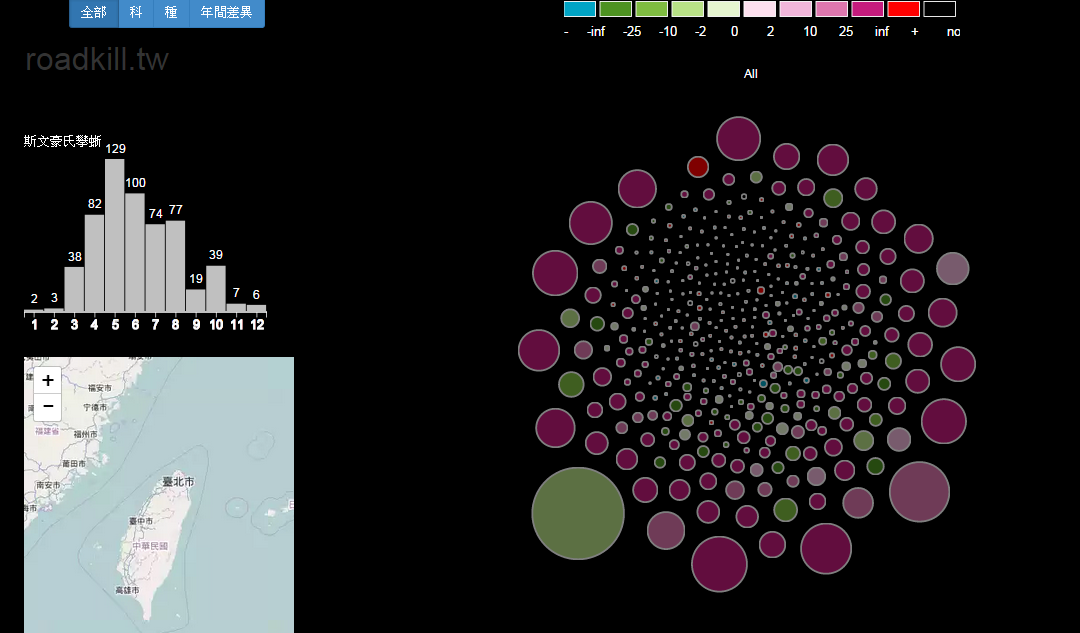 全部 科 種 年間差異
- -inf -25 -10 -2 0 2 10 25 inf + no
roadkill.tw
All
斯文豪氏攀蜥
2 3 38 82 129 100 74 77 19 39 7 6
1 2 3 4 5 6 7 8 9 10 11 12
+
-
福安市
宁德市
福建省
福州市
莆田市
南安市
臺北市
臺中市
中華民國
高雄市